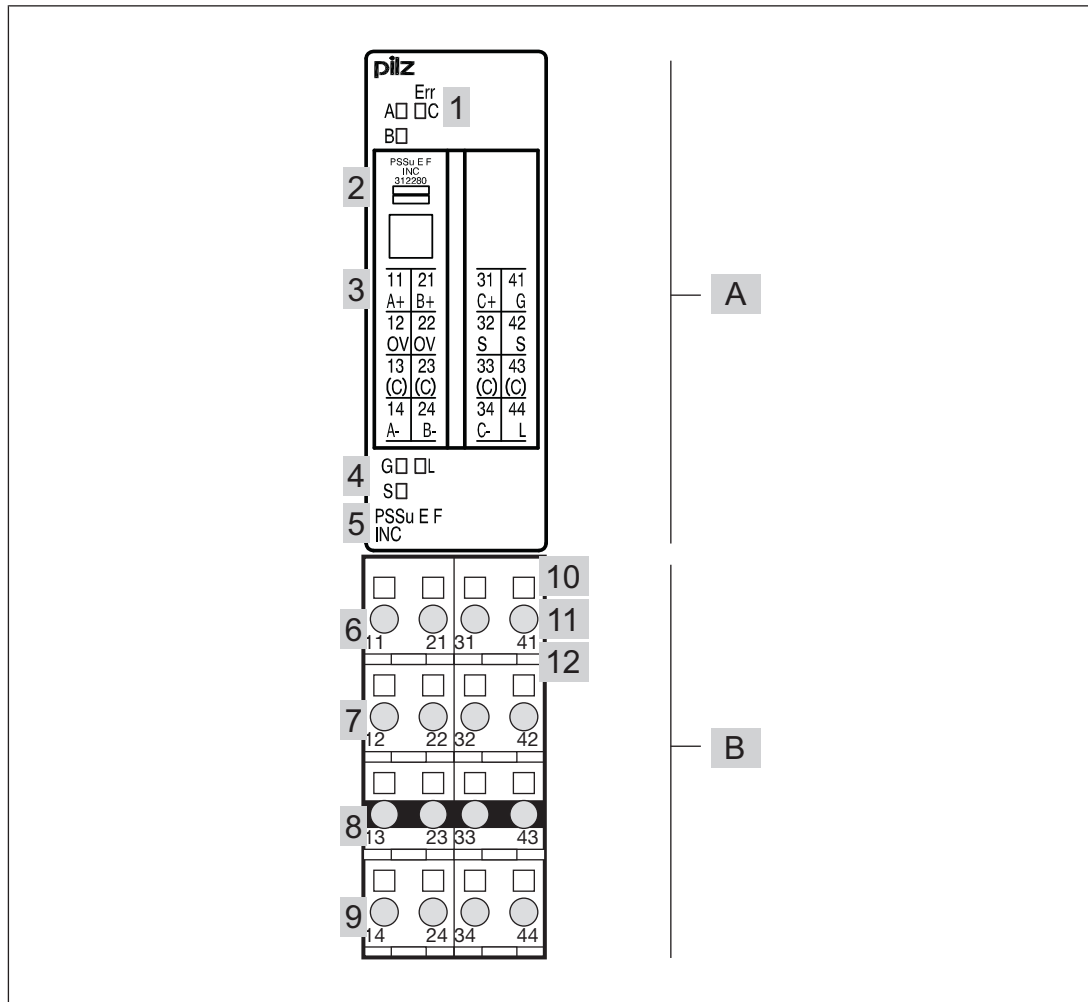 pilz
Err
A C 1
B
2 PSSu E F
INC
312280
3 11 21 31 41
A+ B+ C+ G
12 22 32 42
0V 0V S S
13 23 33 43
(C) (C) (C) (C)
14 24 34 44
A- B- C- L
4 G L
S
5 PSSu E F
INC
A
10
6 11
11 21 31 41
12
7
12 22 32 42
B
8
13 23 33 43
9
14 24 34 44